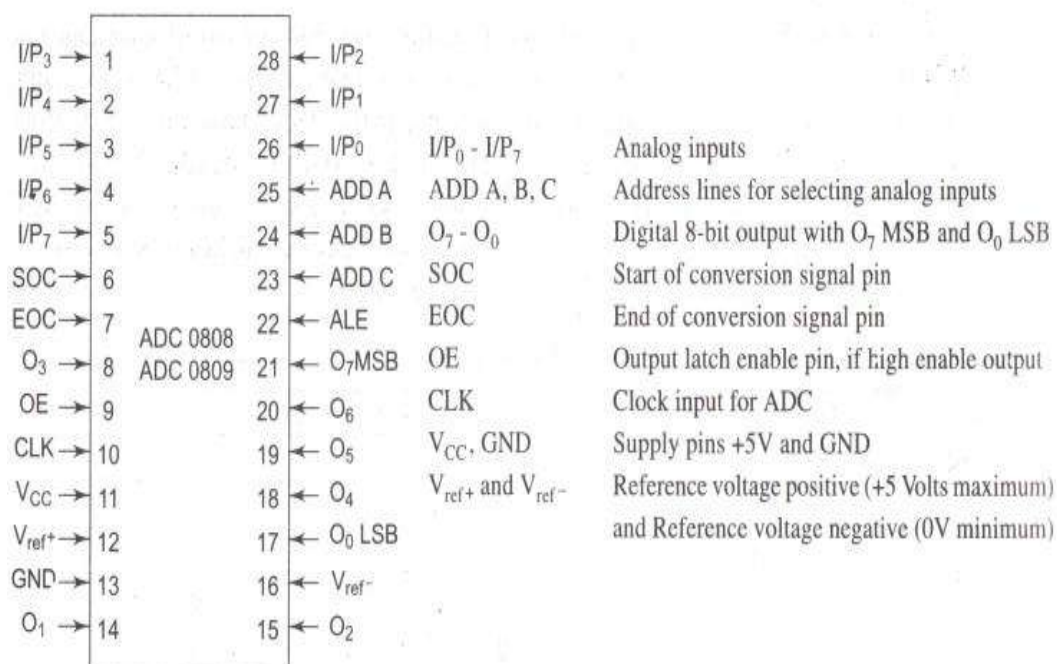 I/P₃ 1 28 I/P₂
I/P₄ 2 27 I/P₁
I/P₅ 3 26 I/P₀ I/P₀ - I/P₇ Analog inputs
I/P₆ 4 25 ADD A ADD A, B, C Address lines for selecting analog inputs
I/P₇ 5 24 ADD B O₇ - O₀ Digital 8-bit output with O₇ MSB and O₀ LSB
SOC 6 23 ADD C SOC Start of conversion signal pin
EOC 7 22 ALE EOC End of conversion signal pin
ADC 0808
O₃ 8 21 O₇MSB OE Output latch enable pin, if high enable output
ADC 0809
OE 9 20 O₆ CLK Clock input for ADC
CLK 10 19 O₅ V_CC, GND Supply pins +5V and GND
V_CC 11 18 O₄ V_ref+ and V_ref- Reference voltage positive (+5 Volts maximum)
V_ref+ 12 17 O₀ LSB and Reference voltage negative (0V minimum)
GND 13 16 V_ref-
O₁ 14 15 O₂